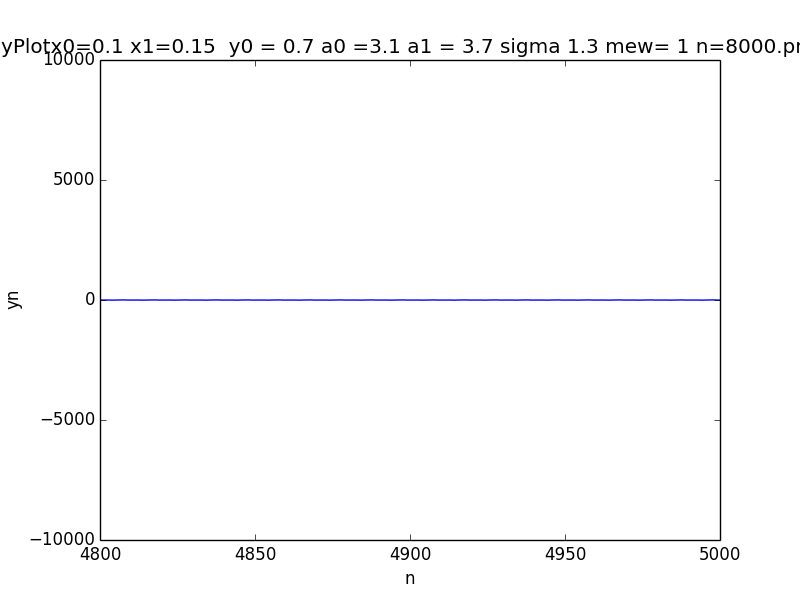 yPlotx0=0.1 x1=0.15  y0 = 0.7 a0 =3.1 a1 = 3.7 sigma 1.3 mew= 1 n=8000.pr
10000
5000
0
yn
−5000
−10000
4800 4850 4900 4950 5000
n